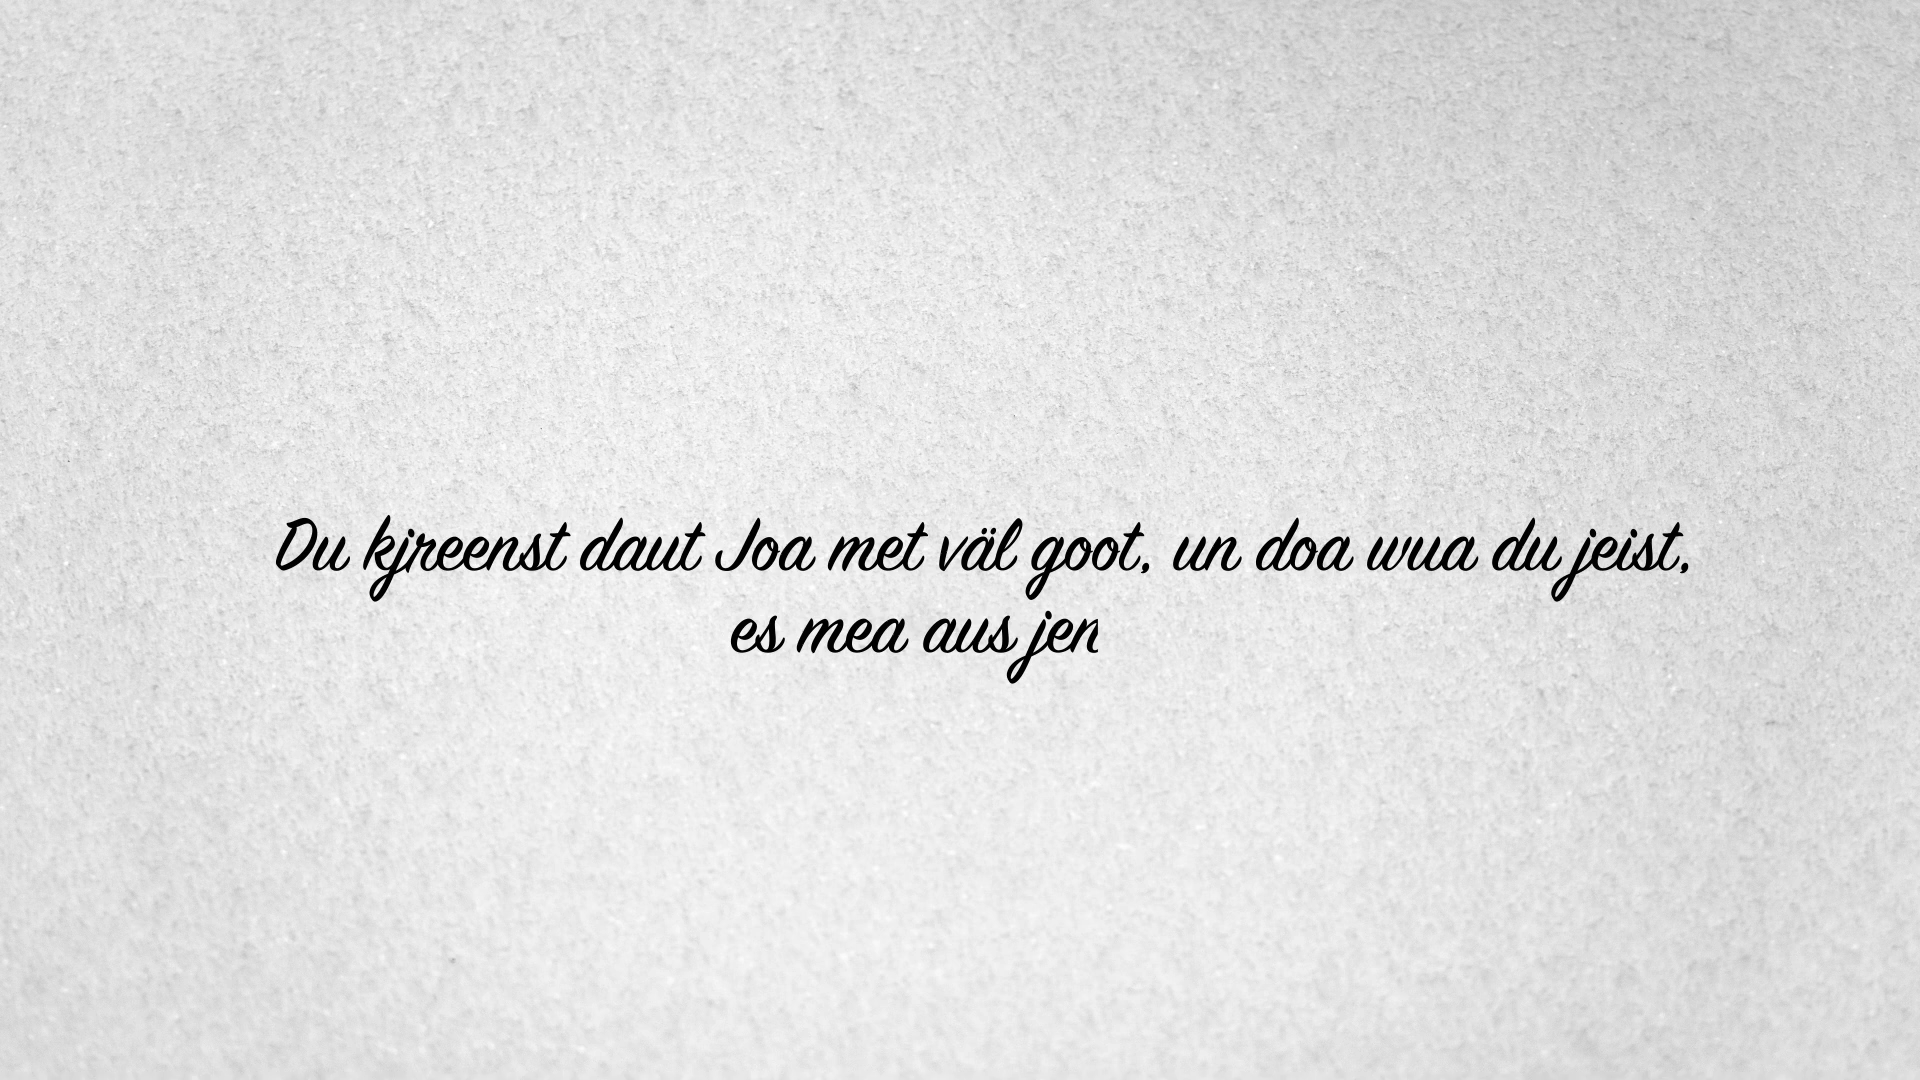 Du kjreenst daut Joa met väl goot, un doa wua du jeist,
es mea aus jen